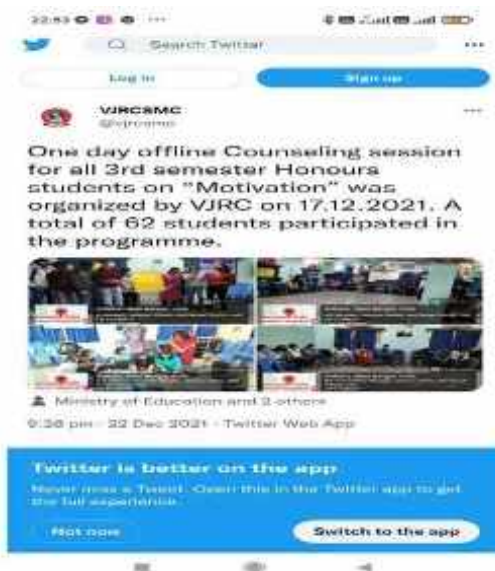 22:53
Search Twitter
Log in
Sign up
VJRCSMC
@vjrcsmc
One day offline Counseling session
for all 3rd semester Honours
students on "Motivation" was
organized by VJRC on 17.12.2021. A
total of 62 students participated in
the programme.
Ministry of Education and 2 others
9:38 pm · 22 Dec 2021 · Twitter Web App
Twitter is better on the app
Never miss a Tweet. Open this in the Twitter app to get
the full experience.
Not now
Switch to the app